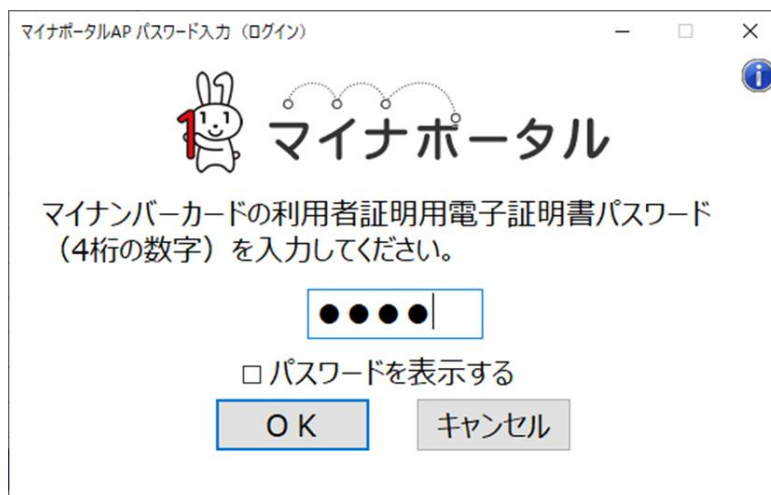 マイナポータルAP パスワード入力（ログイン）
1
マイナポータル
マイナンバーカードの利用者証明用電子証明書パスワード
（4桁の数字）を入力してください。
●●●●
パスワードを表示する
ＯＫ
キャンセル